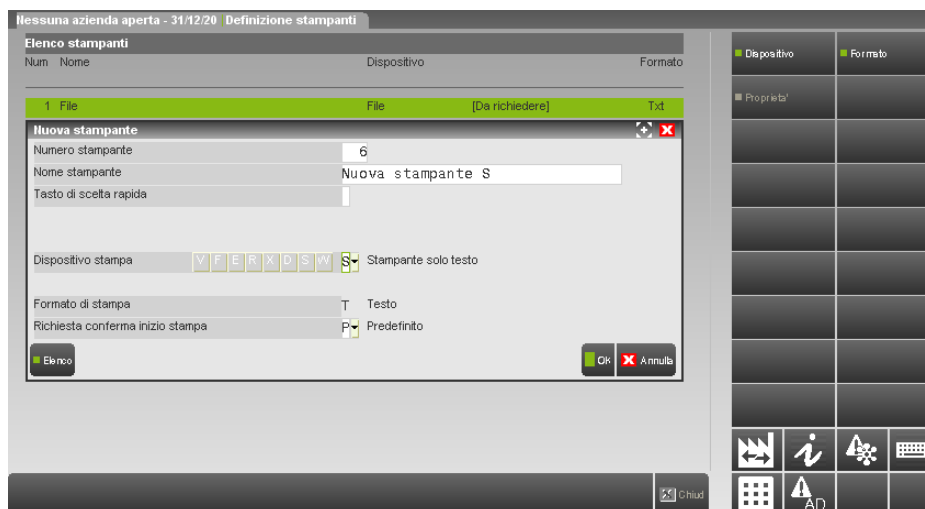 Nessuna azienda aperta - 31/12/20 Definizione stampanti
Elenco stampanti
Num Nome Dispositivo Formato
1 File File [Da richiedere] Txt
Nuova stampante
Numero stampante 6
Nome stampante Nuova stampante S
Tasto di scelta rapida
Dispositivo stampa V F E R X D S W S Stampante solo testo
Formato di stampa T Testo
Richiesta conferma inizio stampa P Predefinito
Elenco Ok Annulla
Chiud
Dispositivo Formato
Proprieta'
AD